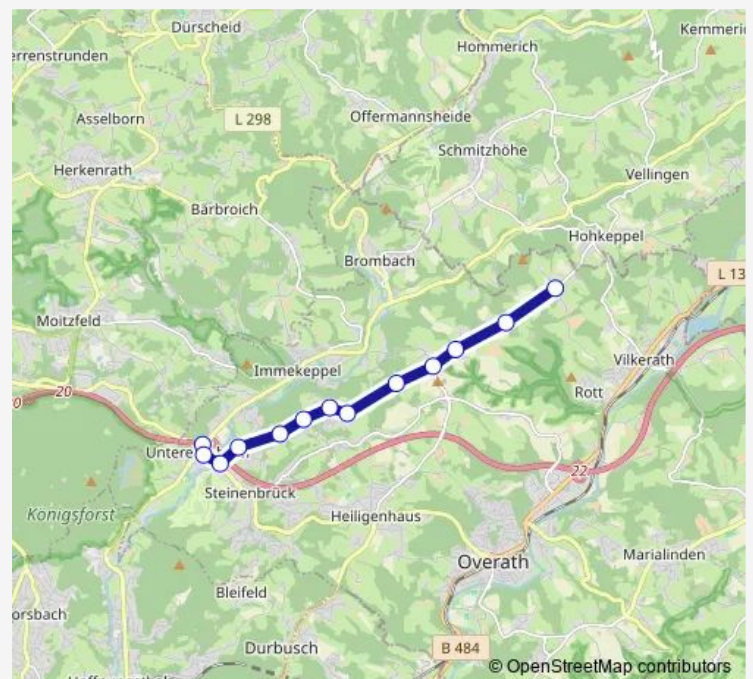 Dürscheid
Kemmeri
Hommerich
errenstrunden
Asselborn
L 298
Offermannsheide
Schmitzhöhe
Herkenrath
Vellingen
Bärbroich
Hohkeppel
Brombach
L 13
Moitzfeld
Vilkerath
Immekeppel
20
Rott
Untere
22
Steinenbrück
Königsforst
Heiligenhaus
Overath
Marialinden
Bleifeld
orsbach
Durbusch
B 484
© OpenStreetMap contributors